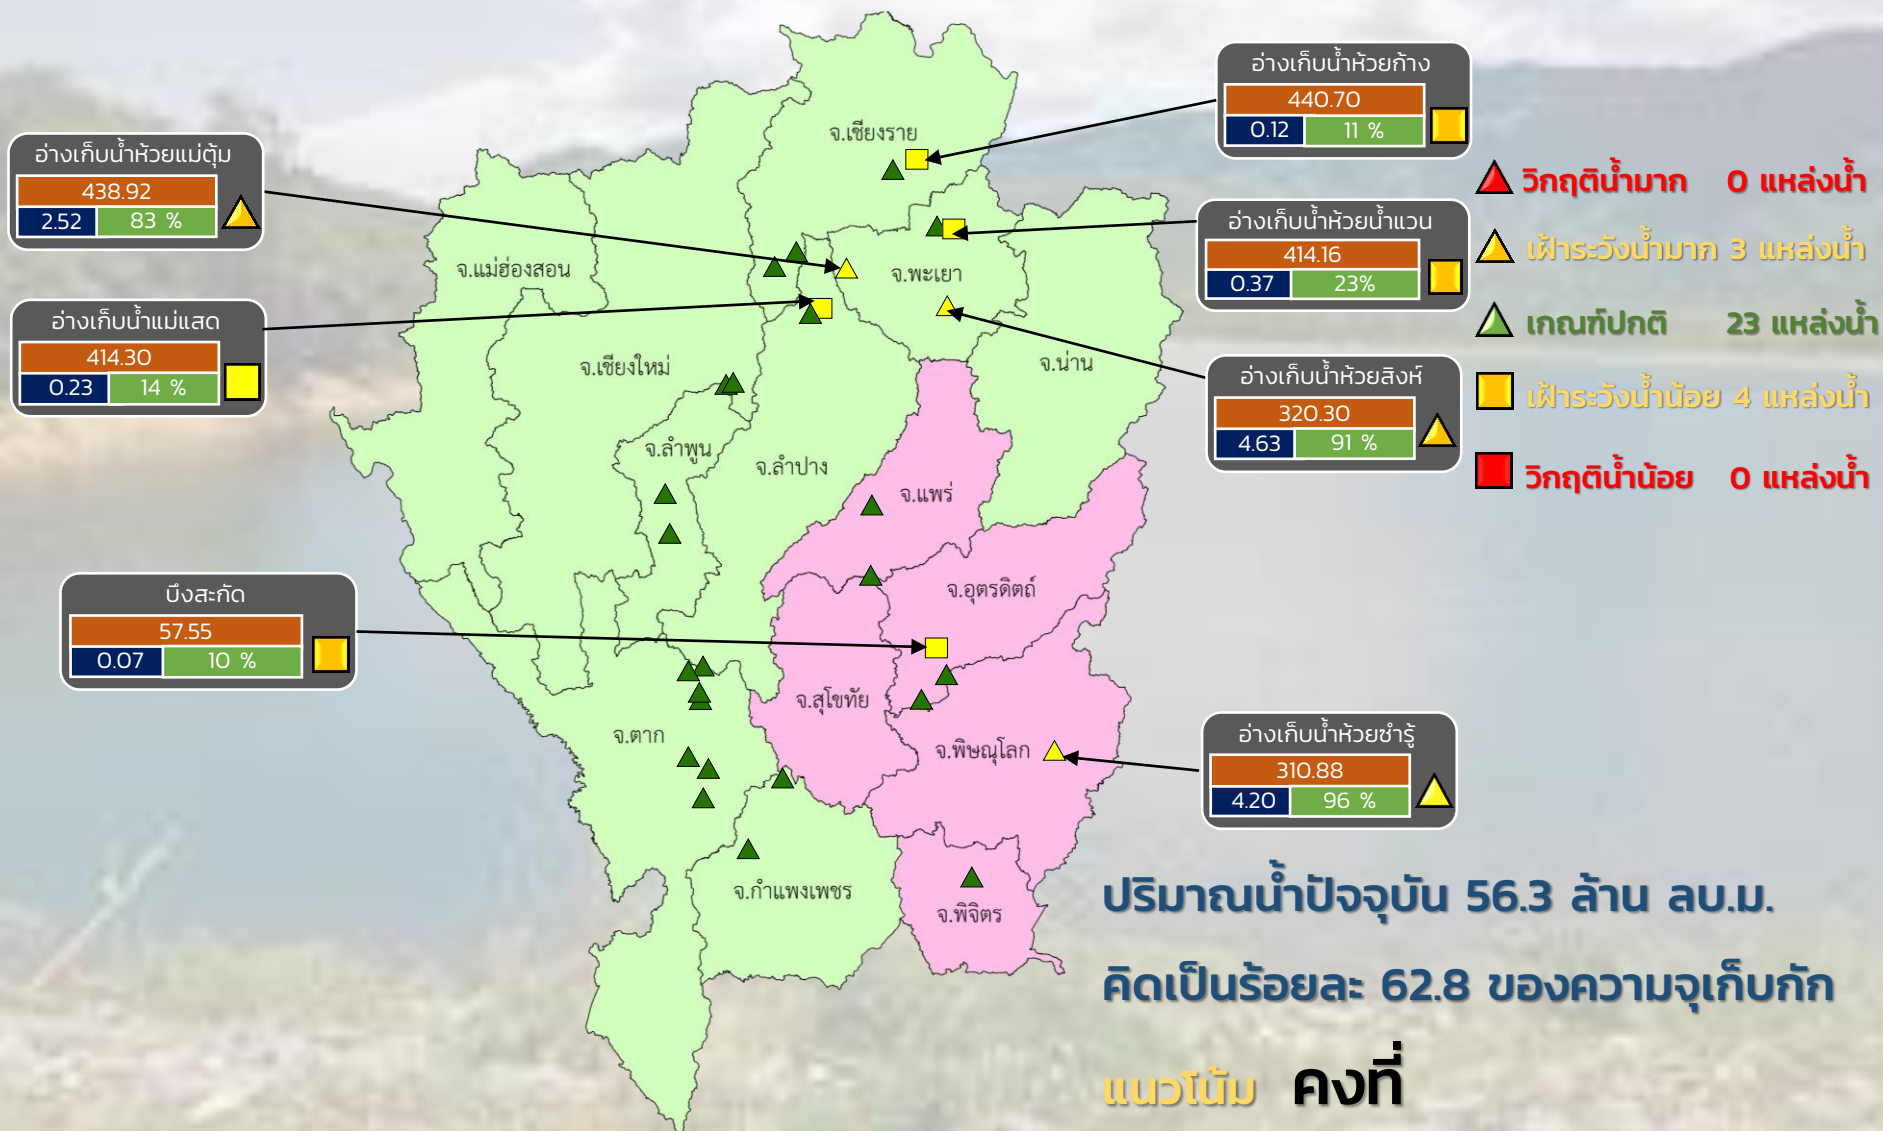 อ่างเก็บน้ำห้วยแม่ตุ้ม
438.92
2.52 83 %
อ่างเก็บน้ำแม่แสด
414.30
0.23 14 %
บึงสะกัด
57.55
0.07 10 %
จ.เชียงราย
จ.แม่ฮ่องสอน
จ.พะเยา
จ.เชียงใหม่
จ.น่าน
จ.ลำพูน
จ.ลำปาง
จ.แพร่
จ.อุตรดิตถ์
จ.สุโขทัย
จ.ตาก
จ.พิษณุโลก
จ.กำแพงเพชร
จ.พิจิตร
อ่างเก็บน้ำห้วยก้าง
440.70
0.12 11 %
อ่างเก็บน้ำห้วยน้ำแวน
414.16
0.37 23%
อ่างเก็บน้ำห้วยสิงห์
320.30
4.63 91 %
อ่างเก็บน้ำห้วยซำรู้
310.88
4.20 96 %
วิกฤติน้ำมาก 0 แหล่งน้ำ
เฝ้าระวังน้ำมาก 3 แหล่งน้ำ
เกณฑ์ปกติ 23 แหล่งน้ำ
เฝ้าระวังน้ำน้อย 4 แหล่งน้ำ
วิกฤติน้ำน้อย 0 แหล่งน้ำ
ปริมาณน้ำปัจจุบัน 56.3 ล้าน ลบ.ม.
คิดเป็นร้อยละ 62.8 ของความจุเก็บกัก
แนวโน้ม คงที่